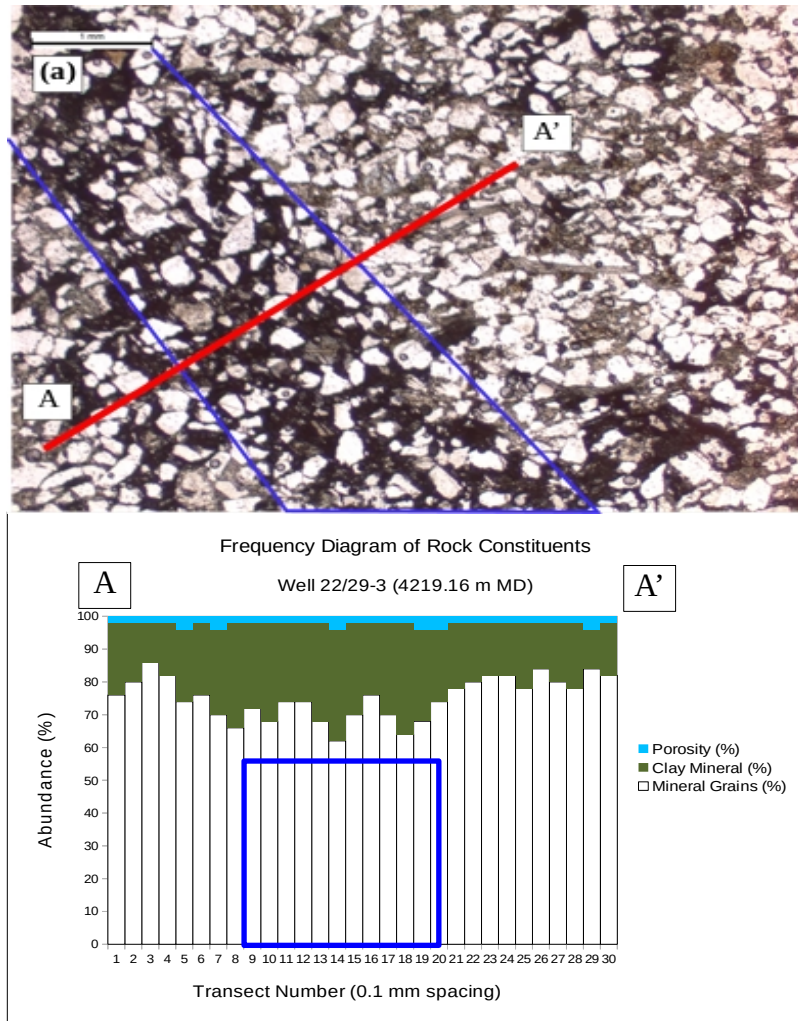 1 mm
(a)
A'
A
Frequency Diagram of Rock Constituents
A
Well 22/29-3 (4219.16 m MD)
A’
100
90
80
70
60
50
40
30
20
10
0
Abundance (%)
Porosity (%)
Clay Mineral (%)
Mineral Grains (%)
1 2 3 4 5 6 7 8 9 10 11 12 13 14 15 16 17 18 19 20 21 22 23 24 25 26 27 28 29 30
Transect Number (0.1 mm spacing)